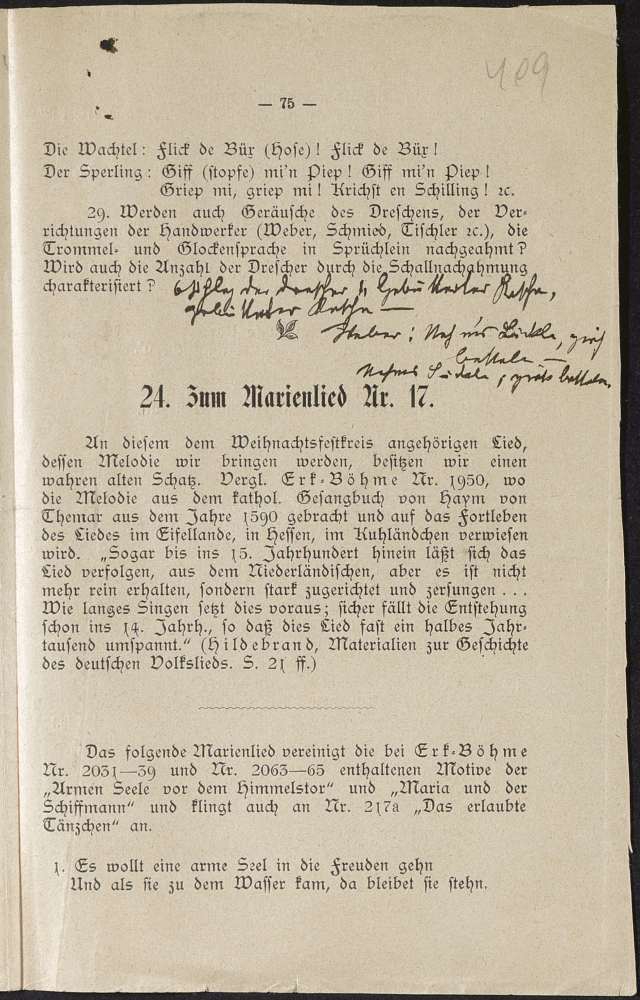 409
— 75 —
Die Wachtel: Flick de Büx (Hose)! Flick de Büx!
Der Sperling: Giff (stopfe) mi'n Piep! Giff mi'n Piep!
Griep mi, griep mi! Krichst en Schilling! ꝛc.
29. Werden auch Geräusche des Dreschens, der Ver-
richtungen der Handwerker (Weber, Schmied, Tischler ꝛc.), die
Trommel- und Glockensprache in Sprüchlein nachgeahmt?
Wird auch die Anzahl der Drescher durch die Schallnachahmung
charakterisiert?
der Drescher
Weber:
24. Zum Marienlied Nr. 17.
An diesem dem Weihnachtsfestkreis angehörigen Lied,
dessen Melodie wir bringen werden, besitzen wir einen
wahren alten Schatz. Vergl. Erk-Böhme Nr. 1950, wo
die Melodie aus dem kathol. Gesangbuch von Haym von
Themar aus dem Jahre 1590 gebracht und auf das Fortleben
des Liedes im Eifellande, in Hessen, im Kuhländchen verwiesen
wird. „Sogar bis ins 15. Jahrhundert hinein läßt sich das
Lied verfolgen, aus dem Niederländischen, aber es ist nicht
mehr rein erhalten, sondern stark zugerichtet und zersungen . . .
Wie langes Singen setzt dies voraus; sicher fällt die Entstehung
schon ins 14. Jahrh., so daß dies Lied fast ein halbes Jahr-
tausend umspannt.“ (Hildebrand, Materialien zur Geschichte
des deutschen Volkslieds. S. 21 ff.)
Das folgende Marienlied vereinigt die bei Erk-Böhme
Nr. 2031—39 und Nr. 2063—65 enthaltenen Motive der
„Armen Seele vor dem Himmelstor“ und „Maria und der
Schiffmann“ und klingt auch an Nr. 217a „Das erlaubte
Tänzchen“ an.
1. Es wollt eine arme Seel in die Freuden gehn
Und als sie zu dem Wasser kam, da bleibet sie stehn.